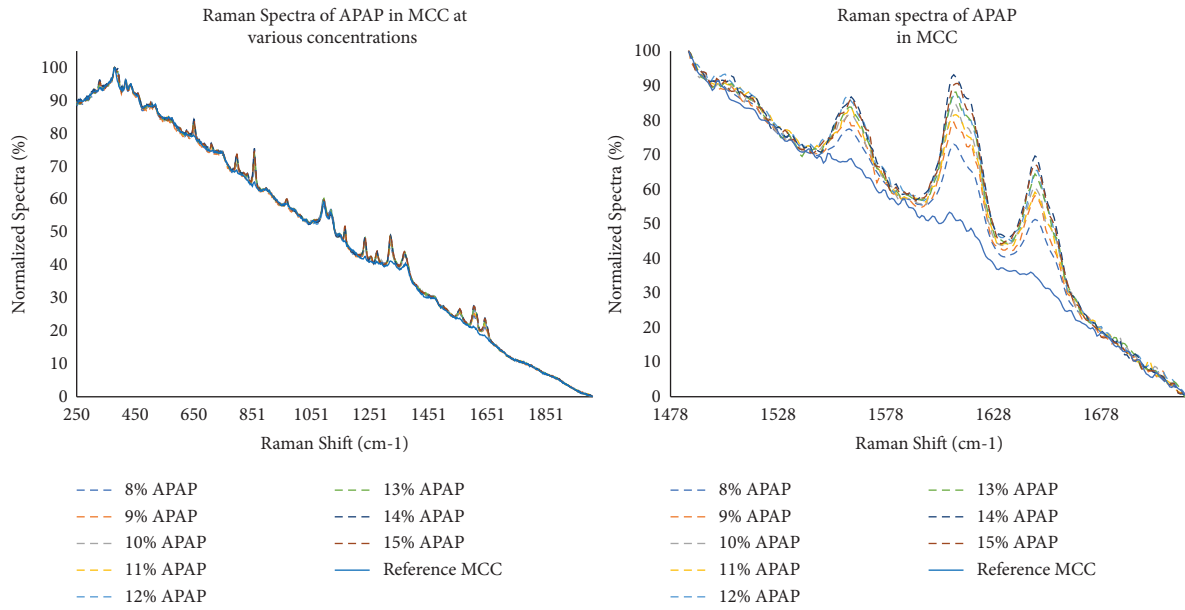 Raman Spectra of APAP in MCC at
various concentrations
Normalized Spectra (%)
100
90
80
70
60
50
40
30
20
10
0
250 450 650 851 1051 1251 1451 1651 1851
Raman Shift (cm-1)
8% APAP
9% APAP
10% APAP
11% APAP
12% APAP
13% APAP
14% APAP
15% APAP
Reference MCC
Raman spectra of APAP
in MCC
Normalized Spectra (%)
100
90
80
70
60
50
40
30
20
10
0
1478 1528 1578 1628 1678
Raman Shift (cm-1)
8% APAP
9% APAP
10% APAP
11% APAP
12% APAP
13% APAP
14% APAP
15% APAP
Reference MCC